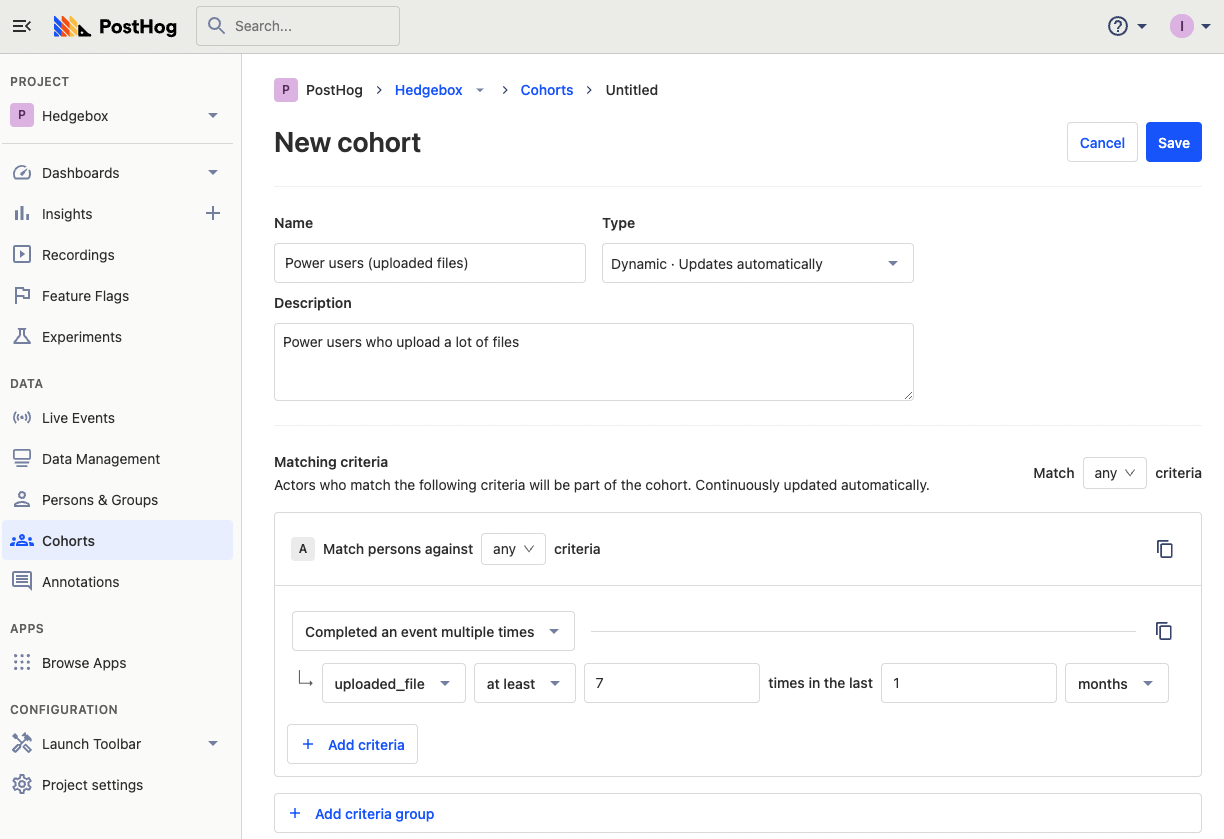 PostHog
Search...
I
PROJECT
P Hedgebox
Dashboards
Insights
Recordings
Feature Flags
Experiments
DATA
Live Events
Data Management
Persons & Groups
Cohorts
Annotations
APPS
Browse Apps
CONFIGURATION
Launch Toolbar
Project settings
P PostHog > Hedgebox > Cohorts > Untitled
New cohort
Cancel
Save
Name
Type
Power users (uploaded files)
Dynamic · Updates automatically
Description
Power users who upload a lot of files
Matching criteria
Actors who match the following criteria will be part of the cohort. Continuously updated automatically.
Match any criteria
A Match persons against any criteria
Completed an event multiple times
uploaded_file at least 7 times in the last 1 months
+ Add criteria
+ Add criteria group